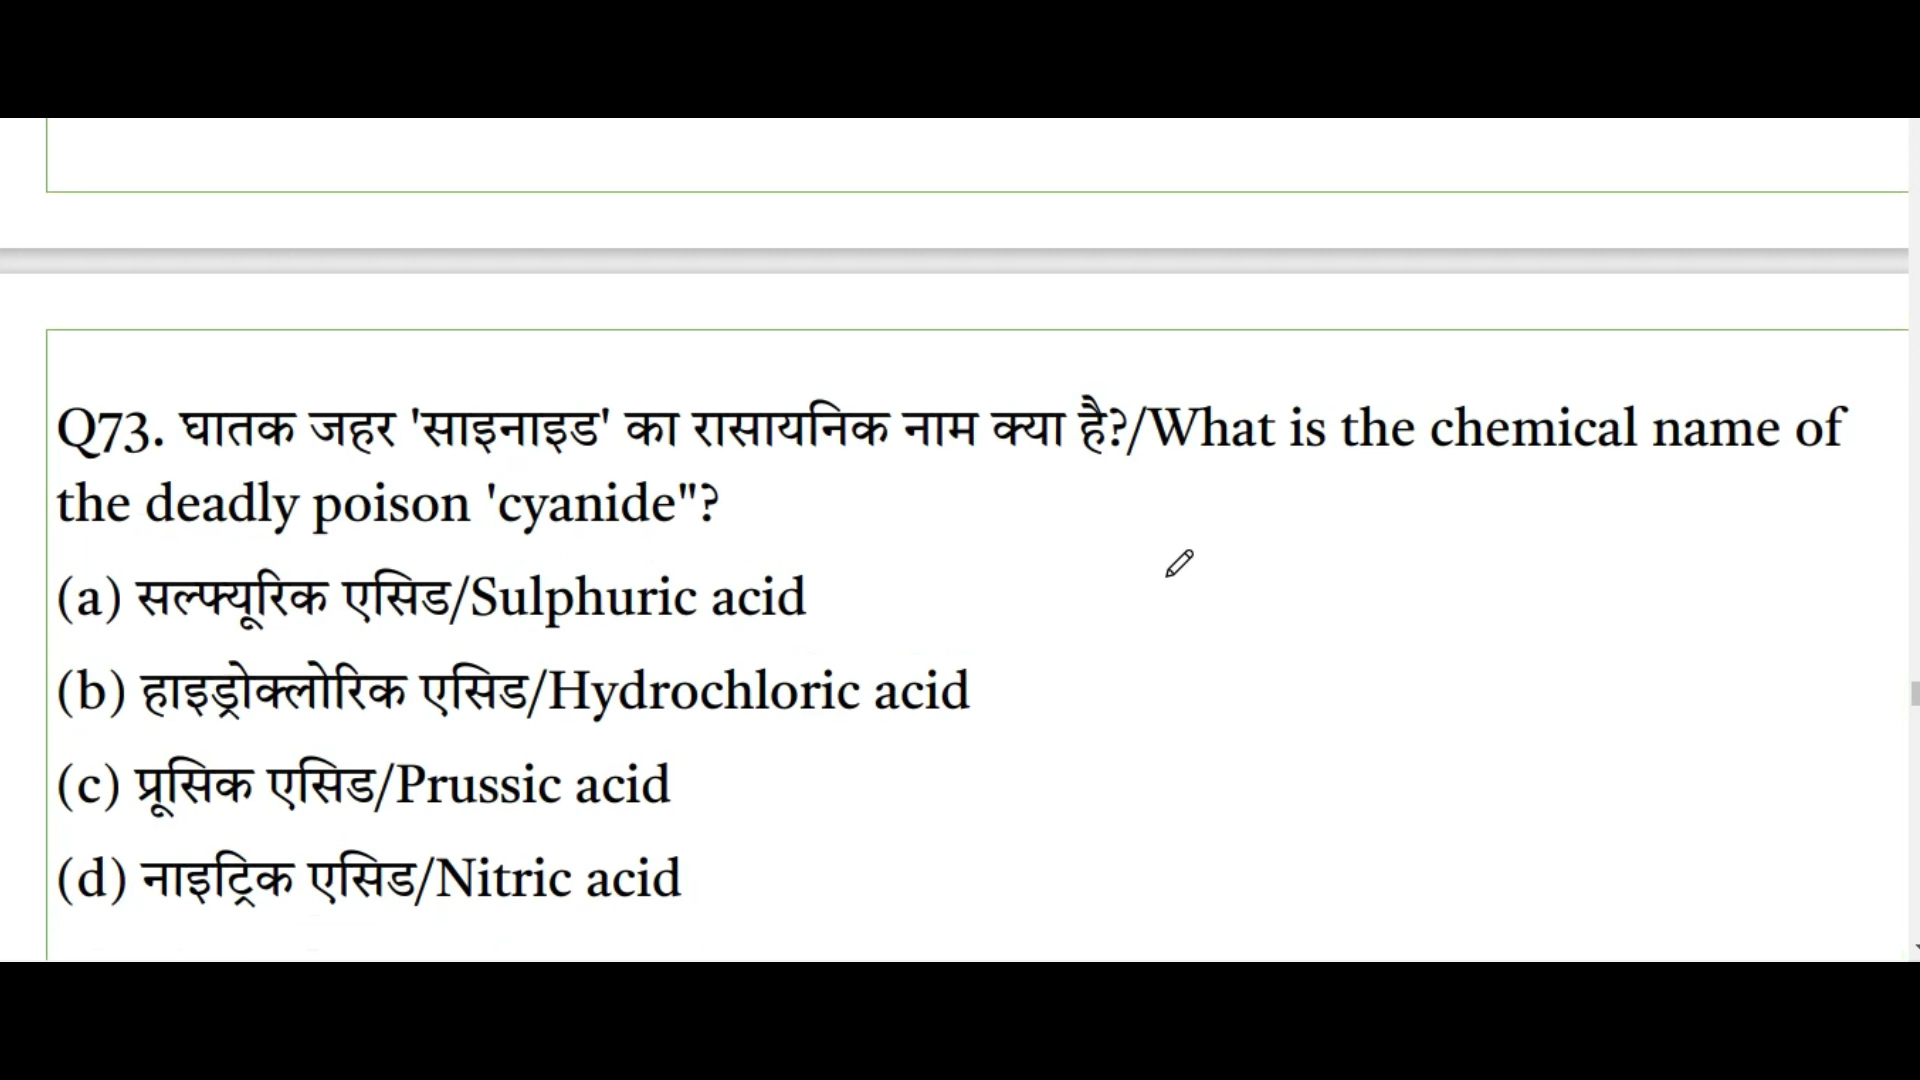 Q73. घातक जहर 'साइनाइड' का रासायनिक नाम क्या है?/What is the chemical name of
the deadly poison 'cyanide"?
(a) सल्फ्यूरिक एसिड/Sulphuric acid
(b) हाइड्रोक्लोरिक एसिड/Hydrochloric acid
(c) प्रूसिक एसिड/Prussic acid
(d) नाइट्रिक एसिड/Nitric acid